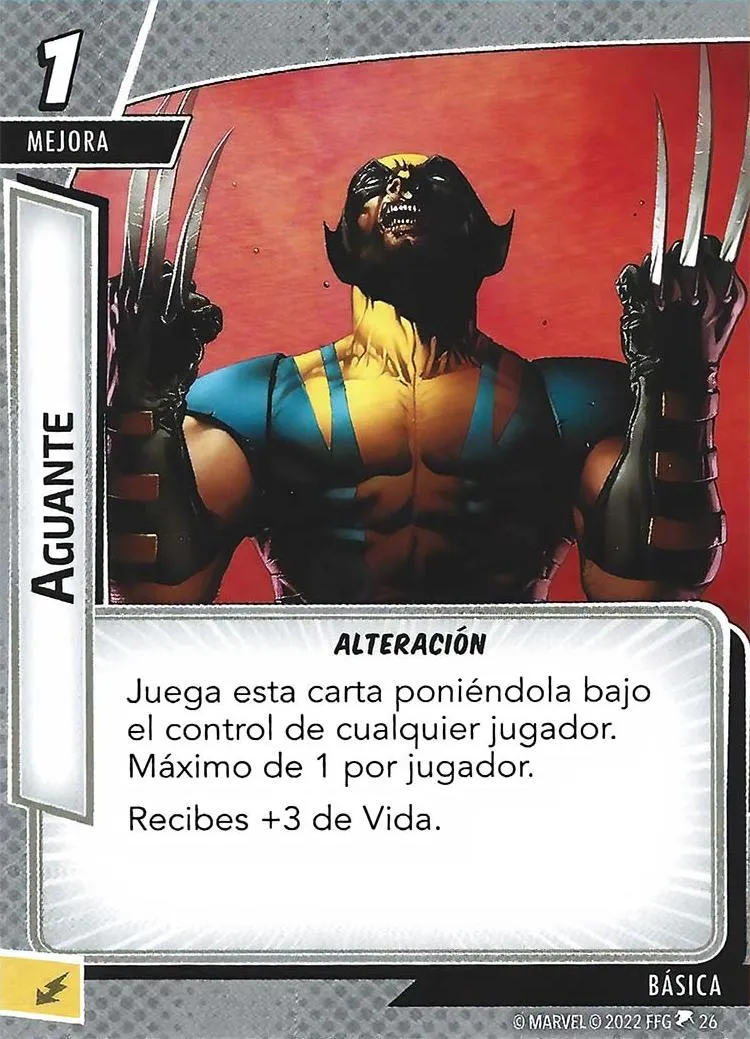 1
MEJORA
AGUANTE
ALTERACIÓN
Juega esta carta poniéndola bajo
el control de cualquier jugador.
Máximo de 1 por jugador.
Recibes +3 de Vida.
BÁSICA
© MARVEL © 2022 FFG 26